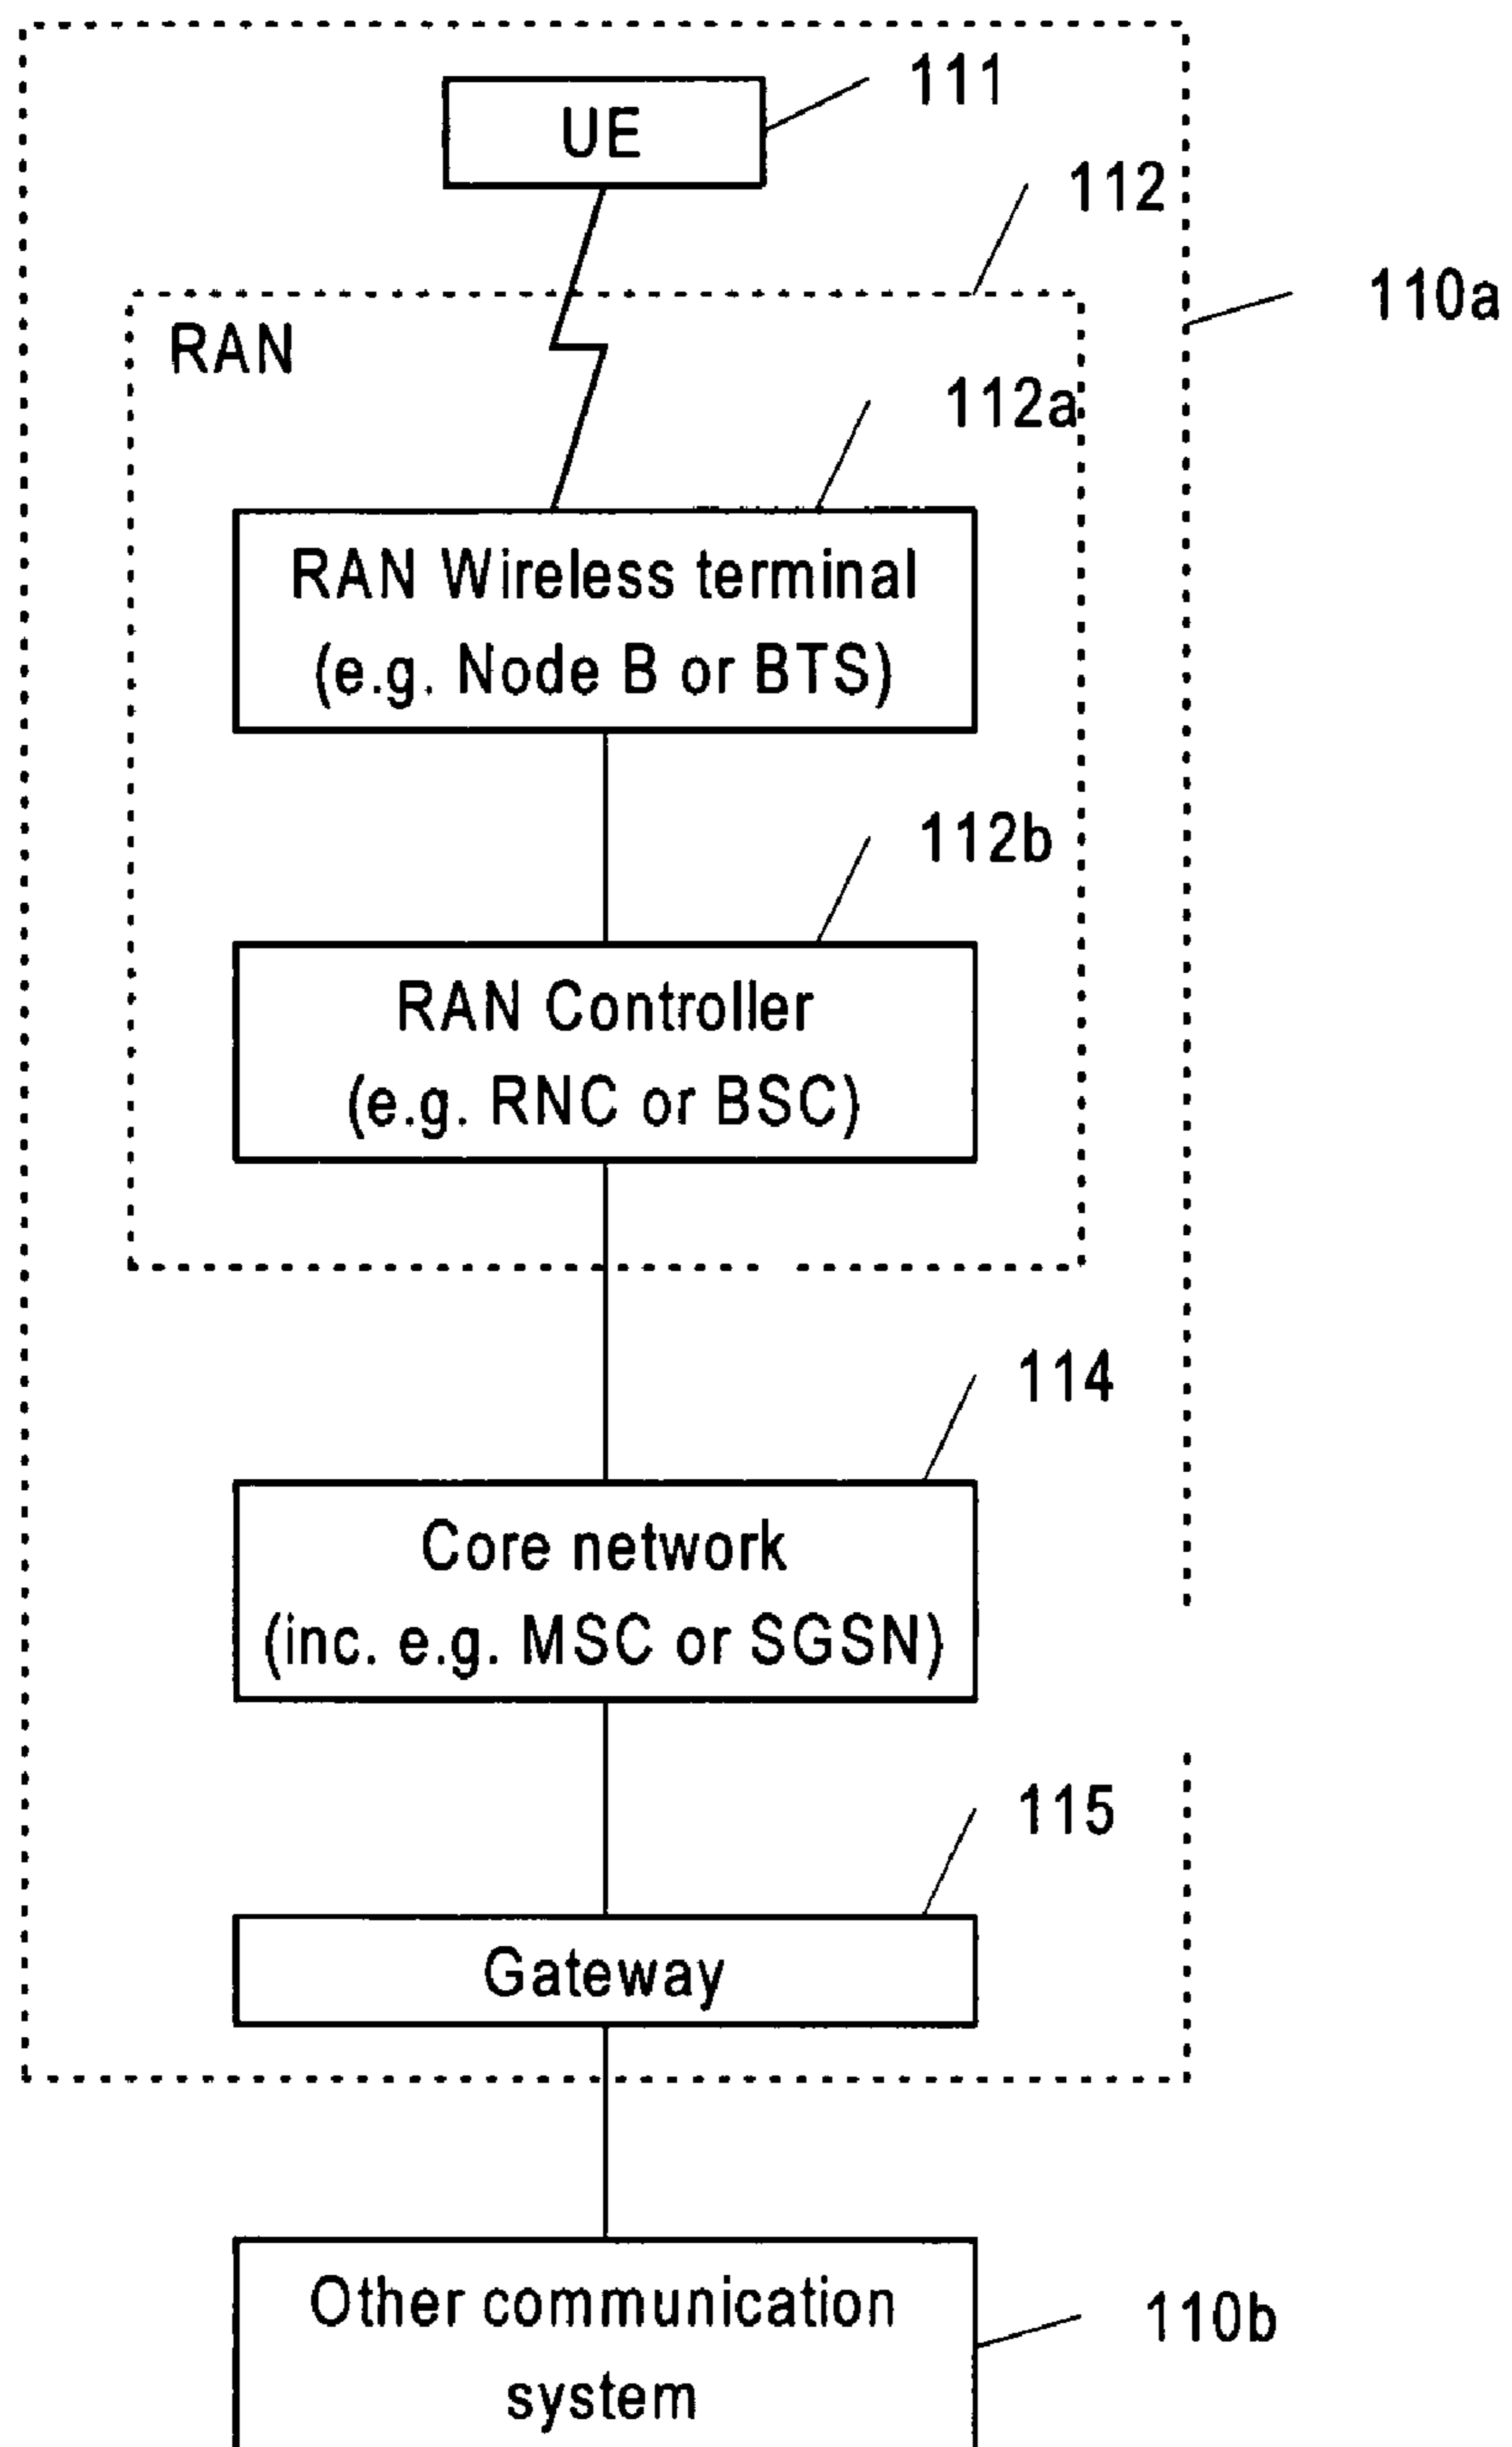 111
UE
112
110a
RAN
112a
RAN Wireless terminal
(e.g. Node B or BTS)
112b
RAN Controller
(e.g. RNC or BSC)
114
Core network
(inc. e.g. MSC or SGSN)
115
Gateway
Other communication
system
110b